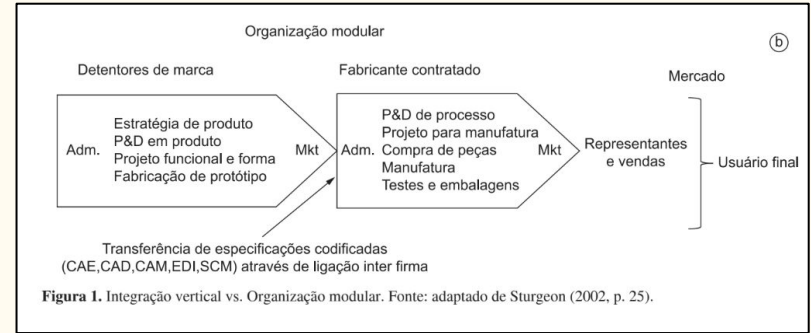 Organização modular
b
Detentores de marca
Fabricante contratado
Mercado
Adm.
Estratégia de produto
P&D em produto
Projeto funcional e forma
Fabricação de protótipo
Mkt
Adm.
P&D de processo
Projeto para manufatura
Compra de peças
Manufatura
Testes e embalagens
Mkt
Representantes
e vendas
Usuário final
Transferência de especificações codificadas
(CAE,CAD,CAM,EDI,SCM) através de ligação inter firma
Figura 1. Integração vertical vs. Organização modular. Fonte: adaptado de Sturgeon (2002, p. 25).